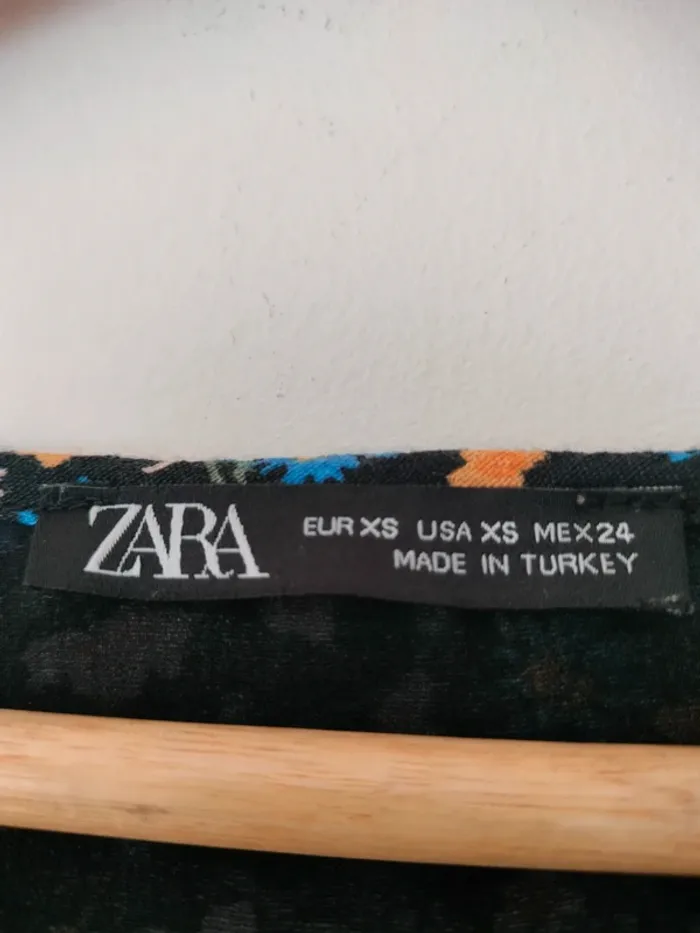 ZARA
EUR XS USA XS MEX 24
MADE IN TURKEY